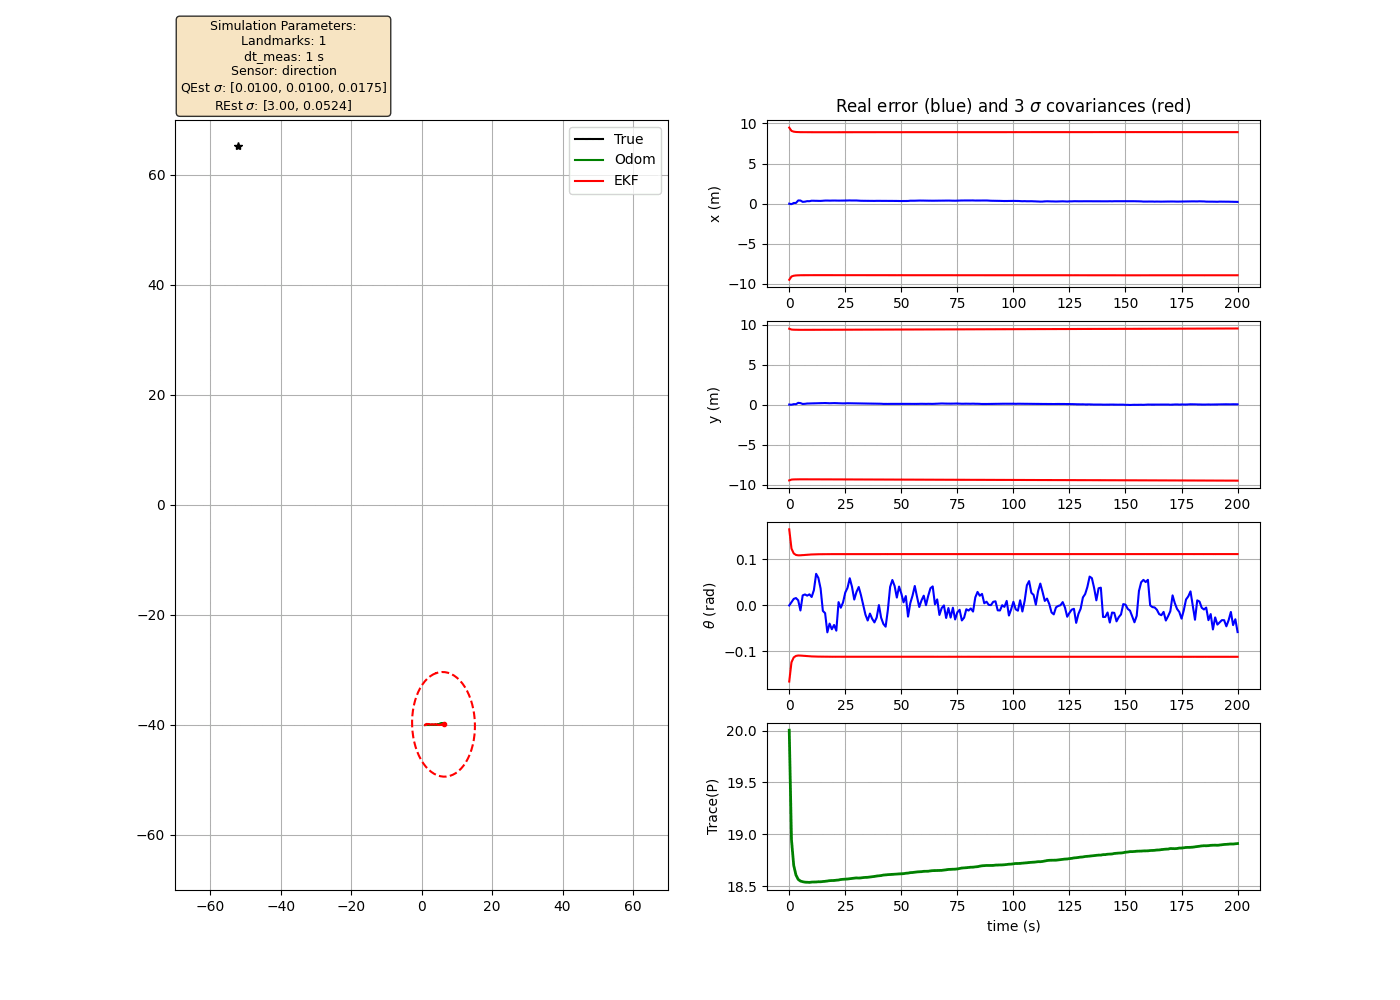 Simulation Parameters:
Landmarks: 1
dt_meas: 1 s
Sensor: direction
QEst σ: [0.0100, 0.0100, 0.0175]
REst σ: [3.00, 0.0524]
True
Odom
EKF
60
40
20
0
−20
−40
−60
−60 −40 −20 0 20 40 60
Real error (blue) and 3 σ covariances (red)
x (m)
10
5
0
−5
−10
0 25 50 75 100 125 150 175 200
y (m)
10
5
0
−5
−10
0 25 50 75 100 125 150 175 200
θ (rad)
0.1
0.0
−0.1
0 25 50 75 100 125 150 175 200
Trace(P)
20.0
19.5
19.0
18.5
0 25 50 75 100 125 150 175 200
time (s)